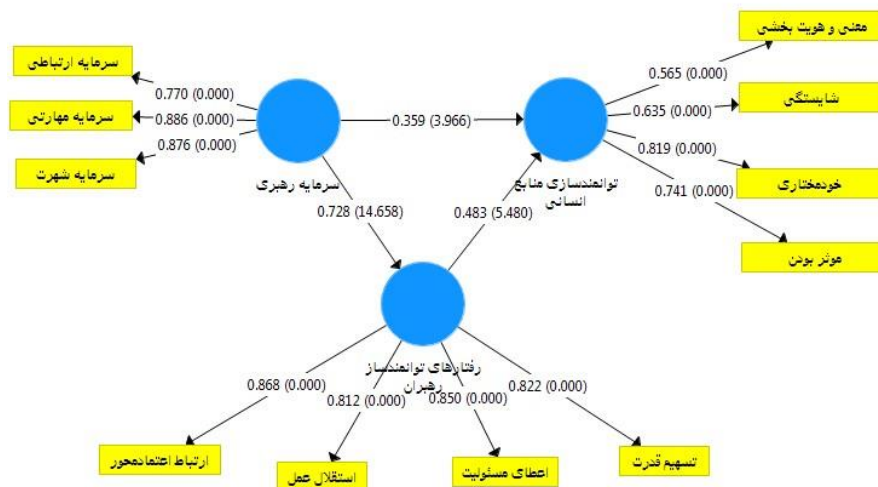 سرمایه ارتباطی
سرمایه مهارتی
سرمایه شهرت
0.770 (0.000)
0.886 (0.000)
0.876 (0.000)
سرمایه رهبری
0.359 (3.966)
0.728 (14.658)
0.483 (5.480)
توانمندسازی منابع
انسانی
0.565 (0.000)
0.635 (0.000)
0.819 (0.000)
0.741 (0.000)
معنی و هویت بخشی
شایستگی
خودمختاری
موثر بودن
رفتارهای توانمندساز
رهبران
0.868 (0.000)
0.812 (0.000)
0.850 (0.000)
0.822 (0.000)
ارتباط اعتمادمحور
استقلال عمل
اعطای مسئولیت
تسهیم قدرت